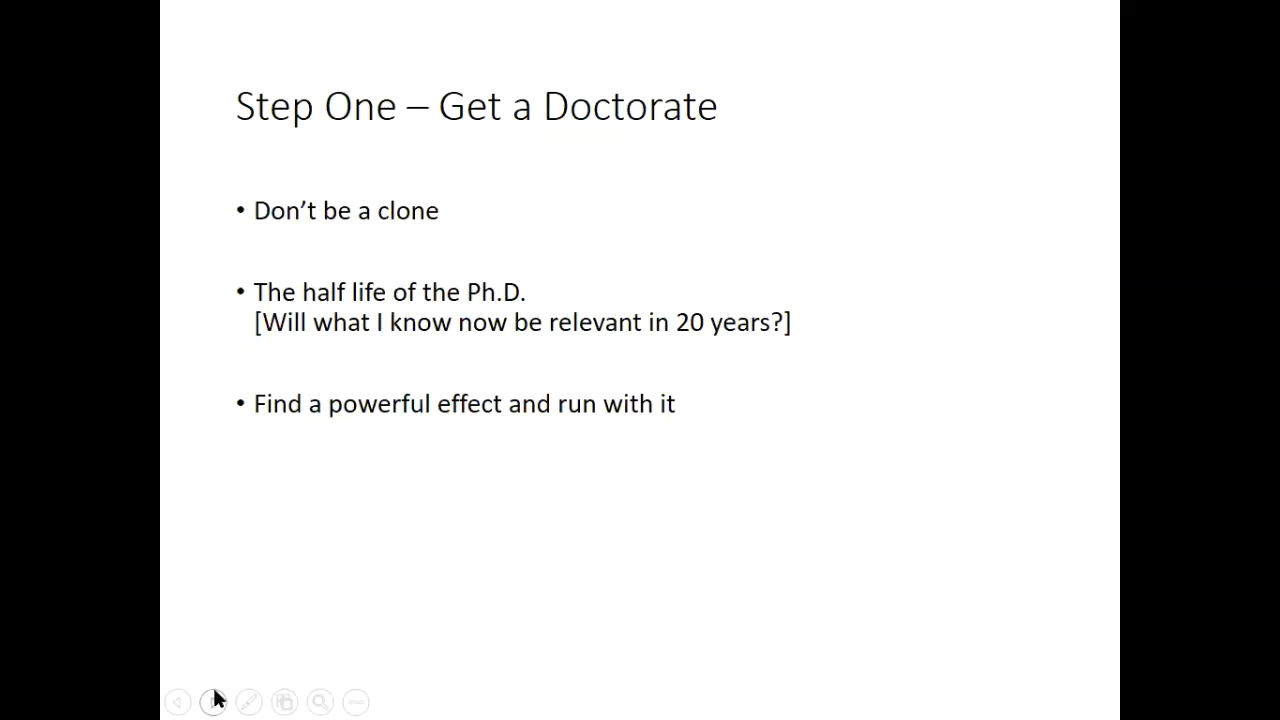 Step One – Get a Doctorate
• Don’t be a clone
• The half life of the Ph.D.
[Will what I know now be relevant in 20 years?]
• Find a powerful effect and run with it